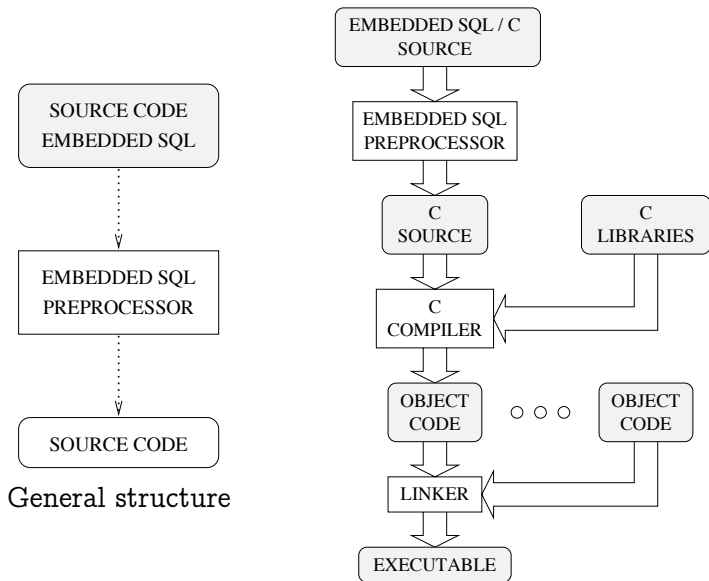 SOURCE CODE
EMBEDDED SQL
EMBEDDED SQL
PREPROCESSOR
SOURCE CODE
General structure
EMBEDDED SQL / C
SOURCE
EMBEDDED SQL
PREPROCESSOR
C
SOURCE
C
LIBRARIES
C
COMPILER
OBJECT
CODE
OBJECT
CODE
LINKER
EXECUTABLE